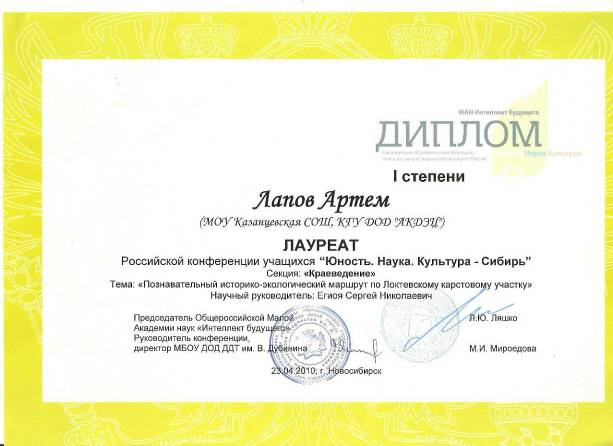 МАН Интеллект будущего
ДИПЛОМ
Наука Культура
I степени
Лапов Артем
(МОУ Казанцевская СОШ, КГУ ДОД "АКДЭЦ")
ЛАУРЕАТ
Российской конференции учащихся “Юность. Наука. Культура - Сибирь”
Секция: «Краеведение»
Тема: «Познавательный историко-экологический маршрут по Локтевскому карстовому участку»
Научный руководитель: Егиоя Сергей Николаевич
Председатель Общероссийской Малой
Академии наук «Интеллект будущего» Л.Ю. Ляшко
Руководитель конференции,
директор МБОУ ДОД ДДТ им. В. Дубинина М.И. Мироедова
23.04.2010, г. Новосибирск